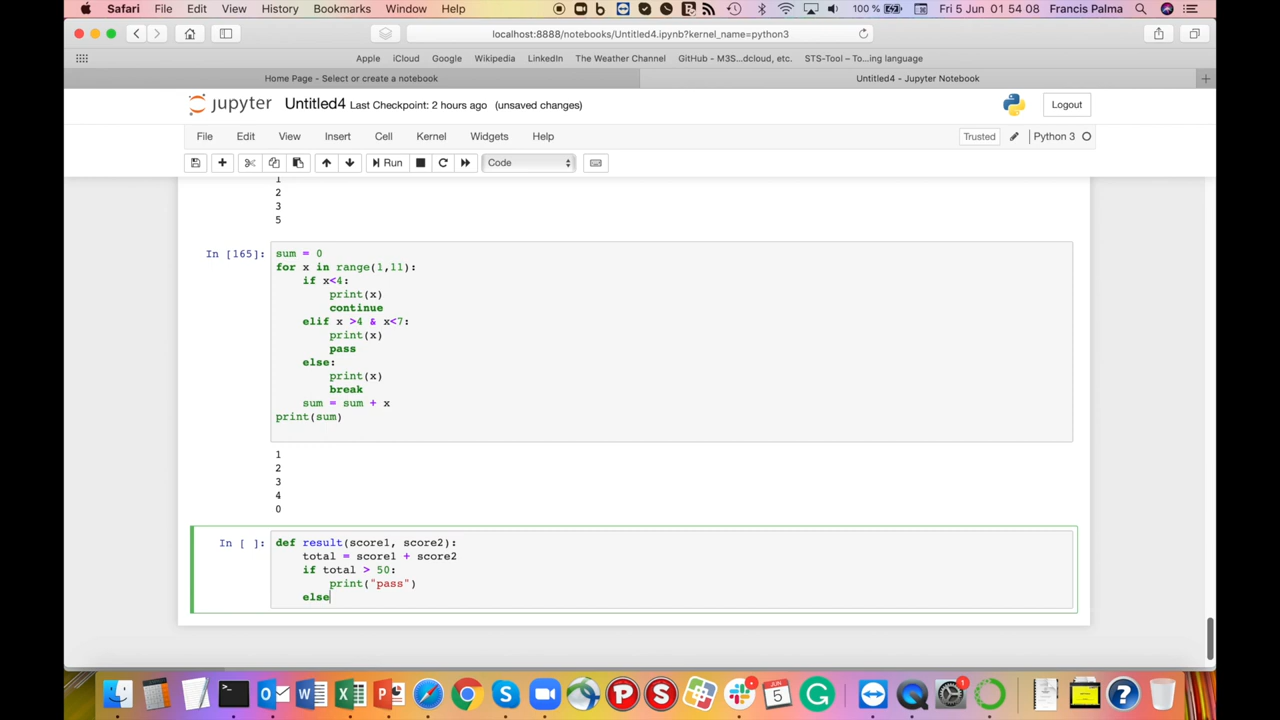 Safari File Edit View History Bookmarks Window Help 100 % Fri 5 Jun 01 54 08 Francis Palma
localhost:8888/notebooks/Untitled4.ipynb?kernel_name=python3
Apple iCloud Google Wikipedia LinkedIn The Weather Channel GitHub - M3S...dcloud, etc. STS-Tool – To...ing language
Home Page - Select or create a notebook Untitled4 - Jupyter Notebook
jupyter Untitled4 Last Checkpoint: 2 hours ago (unsaved changes) Logout
File Edit View Insert Cell Kernel Widgets Help Trusted Python 3
Run Code
1
2
3
5
In [165]: sum = 0
for x in range(1,11):
if x<4:
print(x)
continue
elif x >4 & x<7:
print(x)
pass
else:
print(x)
break
sum = sum + x
print(sum)
1
2
3
4
0
In [ ]: def result(score1, score2):
total = score1 + score2
if total > 50:
print("pass")
else